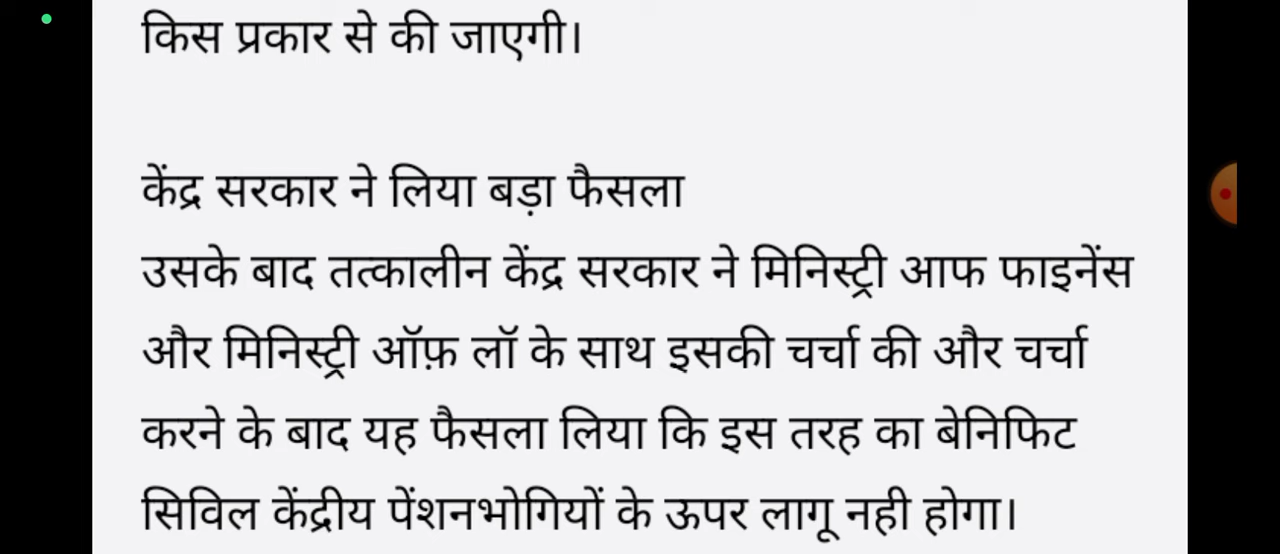 किस प्रकार से की जाएगी।
केंद्र सरकार ने लिया बड़ा फैसला
उसके बाद तत्कालीन केंद्र सरकार ने मिनिस्ट्री आफ फाइनेंस
और मिनिस्ट्री ऑफ़ लॉ के साथ इसकी चर्चा की और चर्चा
करने के बाद यह फैसला लिया कि इस तरह का बेनिफिट
सिविल केंद्रीय पेंशनभोगियों के ऊपर लागू नही होगा।